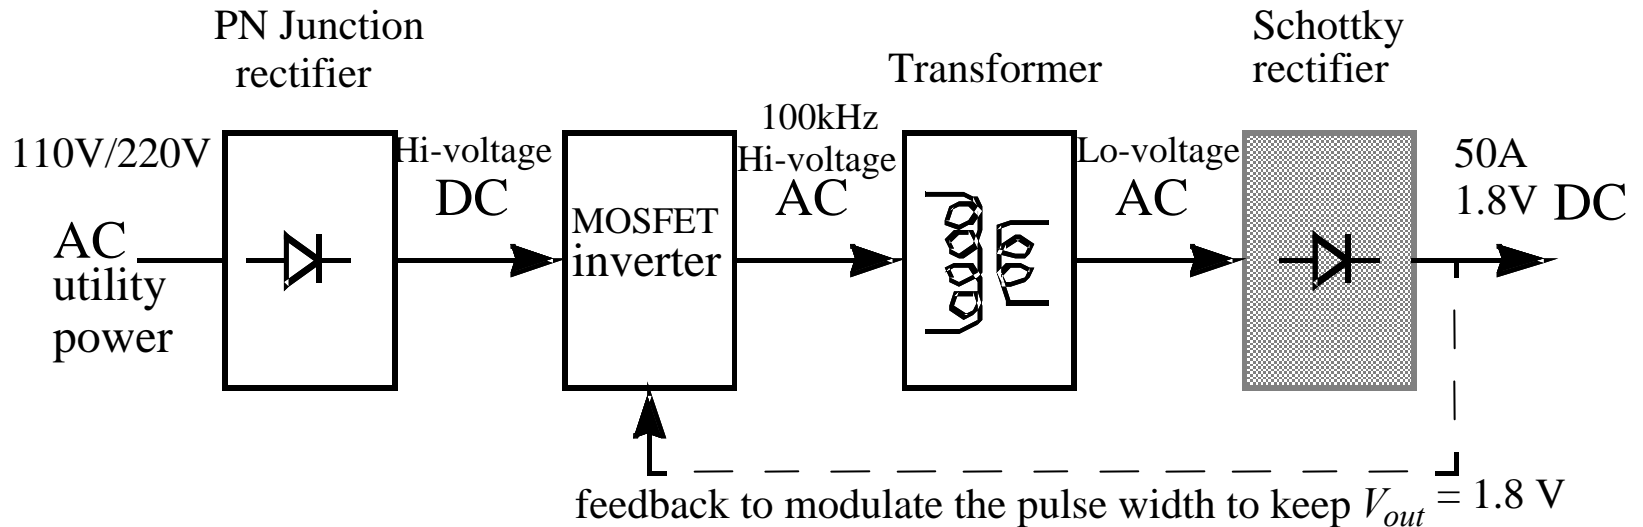 PN Junction
rectifier
Transformer
Schottky
rectifier
110V/220V
AC
utility
power
Hi-voltage
DC
MOSFET
inverter
100kHz
Hi-voltage
AC
Lo-voltage
AC
50A
1.8V DC
feedback to modulate the pulse width to keep Vout = 1.8 V